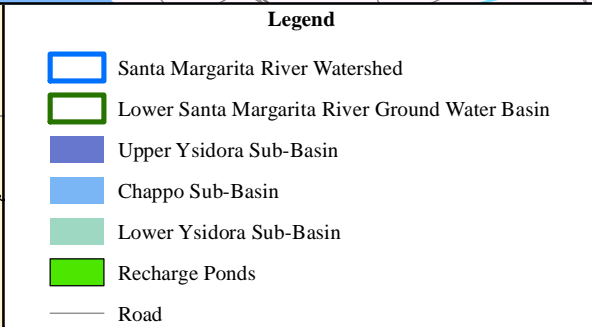 Legend
Santa Margarita River Watershed
Lower Santa Margarita River Ground Water Basin
Upper Ysidora Sub-Basin
Chappo Sub-Basin
Lower Ysidora Sub-Basin
Recharge Ponds
Road